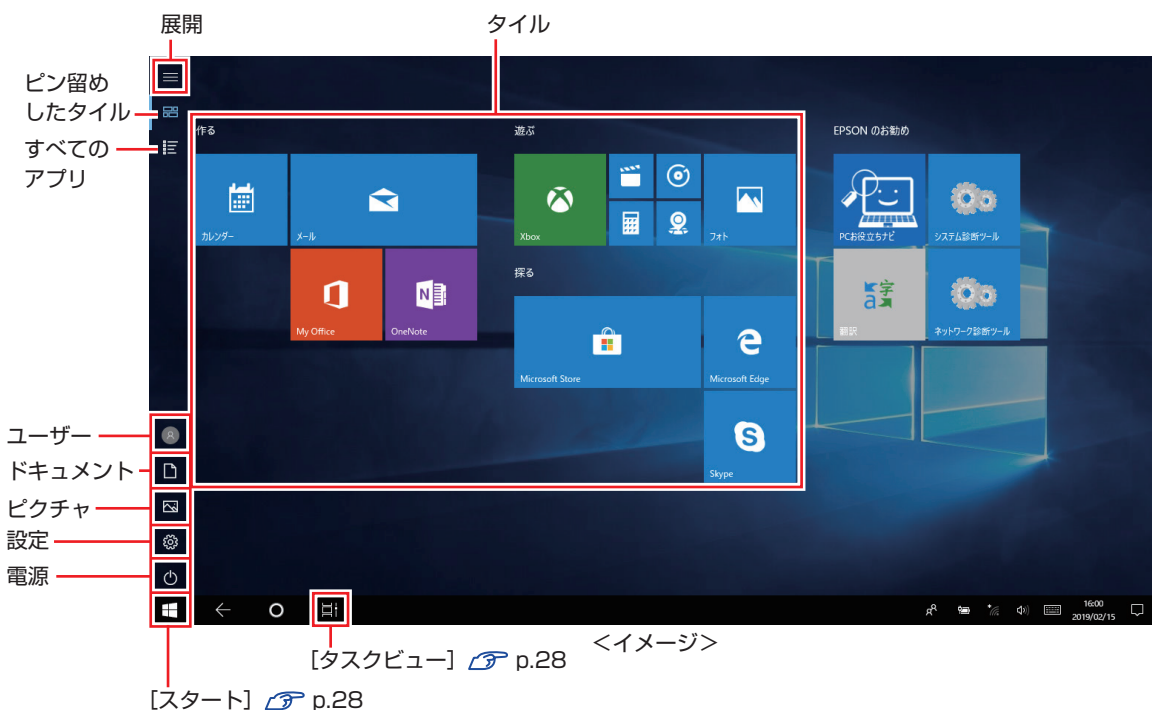 展開
タイル
ピン留め
したタイル
すべての
アプリ
作る
遊ぶ
EPSON のお勧め
カレンダー
メール
Xbox
フォト
PCお役立ちナビ
システム診断ツール
My Office
OneNote
探る
翻訳
ネットワーク診断ツール
字
a
Microsoft Store
Microsoft Edge
Skype
ユーザー
ドキュメント
ピクチャ
設定
電源
16:00
2019/02/15
<イメージ>
[タスクビュー] p.28
[スタート] p.28